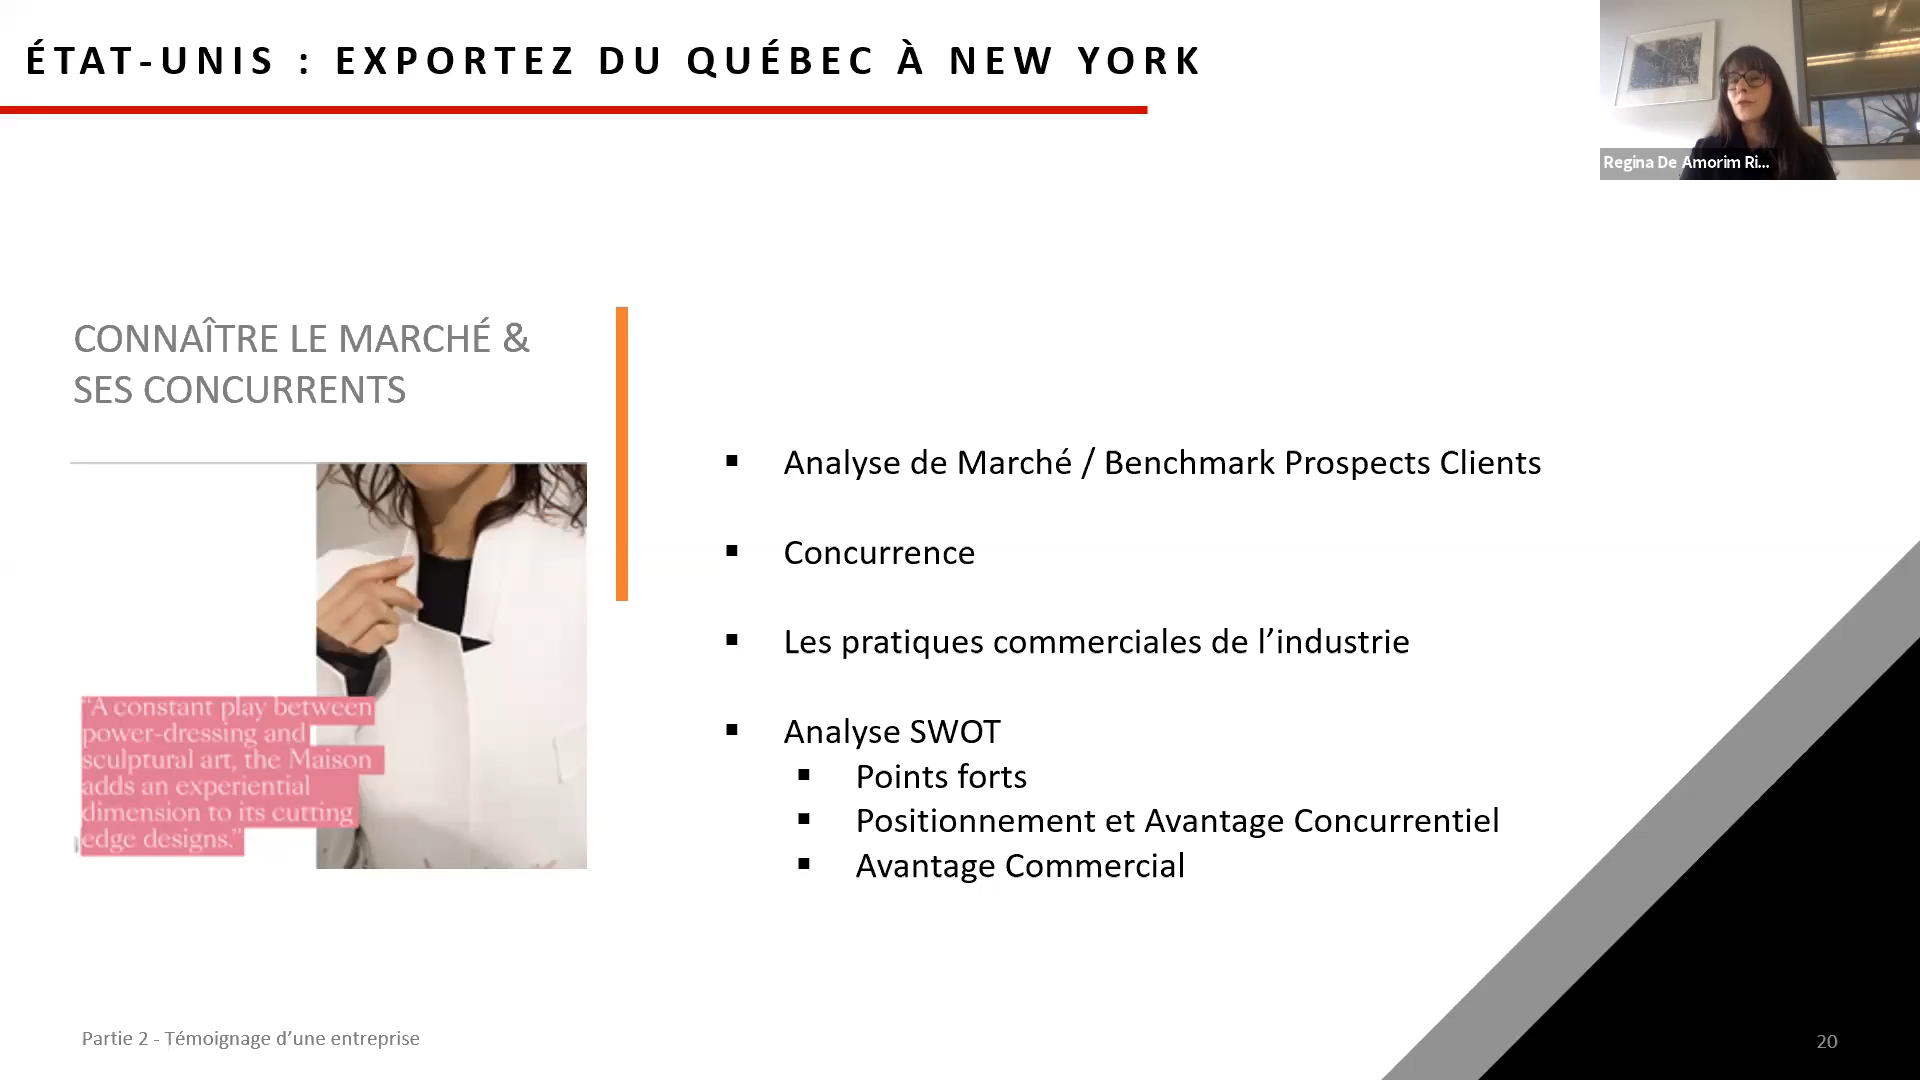 ÉTAT-UNIS : EXPORTEZ DU QUÉBEC À NEW YORK
Regina De Amorim Ri...
CONNAÎTRE LE MARCHÉ &
SES CONCURRENTS
“A constant play between
power-dressing and
sculptural art, the Maison
adds an experiential
dimension to its cutting
edge designs.”
▪ Analyse de Marché / Benchmark Prospects Clients
▪ Concurrence
▪ Les pratiques commerciales de l’industrie
▪ Analyse SWOT
▪ Points forts
▪ Positionnement et Avantage Concurrentiel
▪ Avantage Commercial
Partie 2 - Témoignage d’une entreprise
20